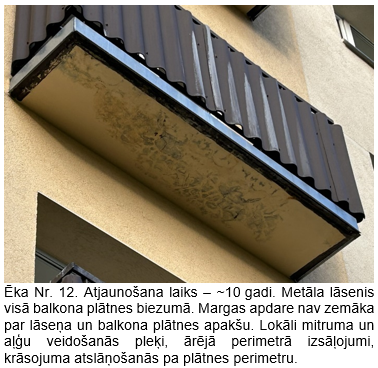 Ēka Nr. 12. Atjaunošana laiks – ~10 gadi. Metāla lāsenis
visā balkona plātnes biezumā. Margas apdare nav zemāka
par lāseņa un balkona plātnes apakšu. Lokāli mitruma un
aļģu veidošanās pleķi, ārējā perimetrā izsāļojumi,
krāsojuma atslāņošanās pa plātnes perimetru.